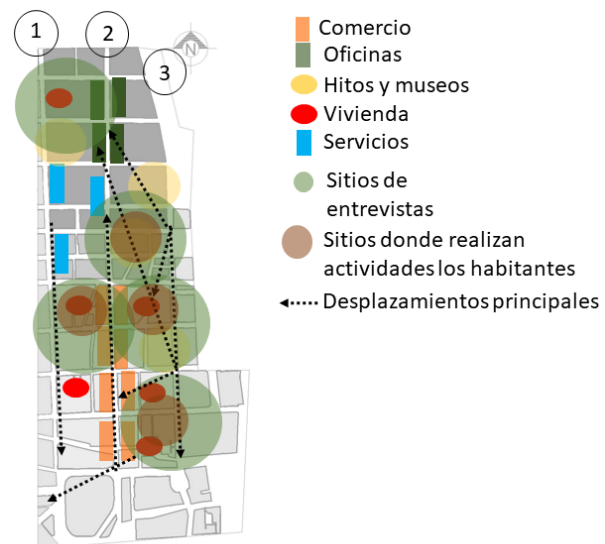 1
2
3
N
Comercio
Oficinas
Hitos y museos
Vivienda
Servicios
Sitios de
entrevistas
Sitios donde realizan
actividades los habitantes
Desplazamientos principales